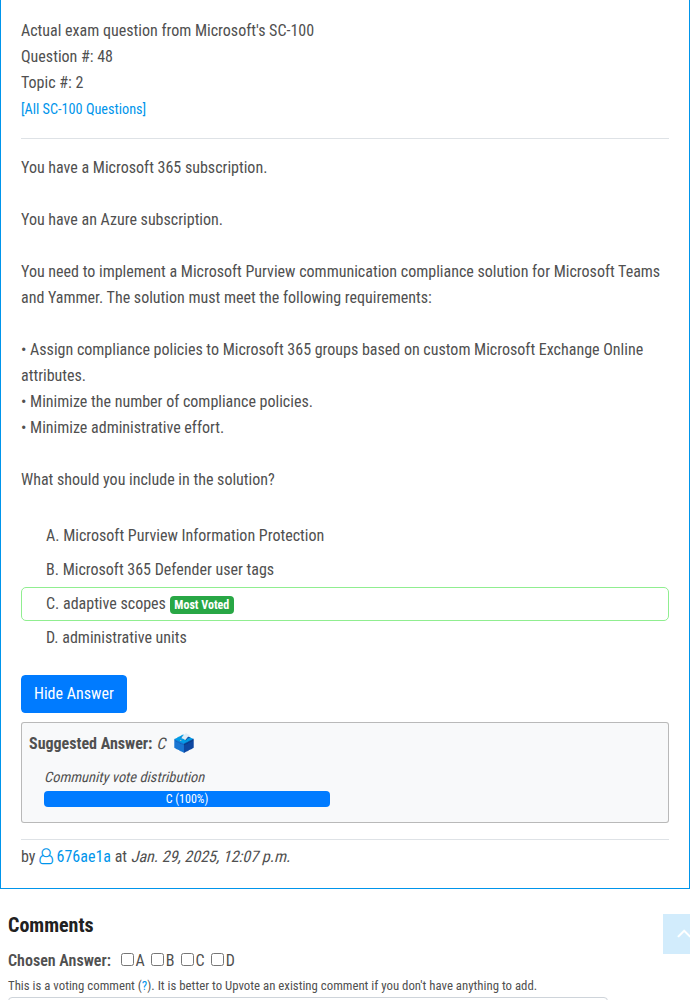 Actual exam question from Microsoft's SC-100
Question #: 48
Topic #: 2
[All SC-100 Questions]
You have a Microsoft 365 subscription.
You have an Azure subscription.
You need to implement a Microsoft Purview communication compliance solution for Microsoft Teams
and Yammer. The solution must meet the following requirements:
• Assign compliance policies to Microsoft 365 groups based on custom Microsoft Exchange Online
attributes.
• Minimize the number of compliance policies.
• Minimize administrative effort.
What should you include in the solution?
A. Microsoft Purview Information Protection
B. Microsoft 365 Defender user tags
C. adaptive scopes Most Voted
D. administrative units
Hide Answer
Suggested Answer: C
Community vote distribution
C (100%)
by 676ae1a at Jan. 29, 2025, 12:07 p.m.
Comments
Chosen Answer: A B C D
This is a voting comment (?). It is better to Upvote an existing comment if you don't have anything to add.